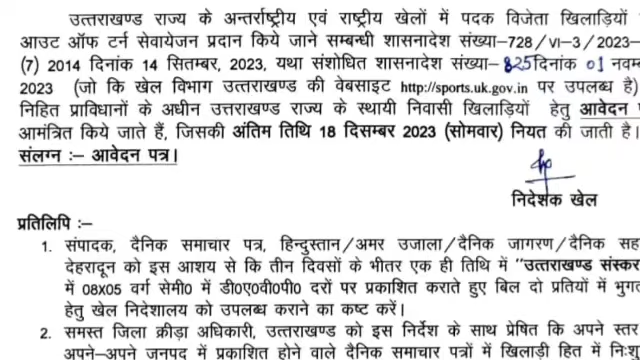 उत्तराखण्ड राज्य के अन्तर्राष्ट्रीय एवं राष्ट्रीय खेलों में पदक विजेता खिलाड़ियों
आउट ऑफ टर्न सेवायेजन प्रदान किये जाने सम्बन्धी शासनादेश संख्या-728/VI-3/2023-
(7) 2014 दिनांक 14 सितम्बर, 2023, यथा संशोधित शासनादेश संख्या-825 दिनांक 01 नवम
2023 (जो कि खेल विभाग उत्तराखण्ड की वेबसाइट http://sports.uk.gov.in पर उपलब्ध है)
निहित प्राविधानों के अधीन उत्तराखण्ड राज्य के स्थायी निवासी खिलाड़ियों हेतु आवेदन प
आमंत्रित किये जाते हैं, जिसकी अंतिम तिथि 18 दिसम्बर 2023 (सोमवार) नियत की जाती है।
संलग्न :– आवेदन पत्र।
निदेशक खेल
प्रतिलिपि :–
1. संपादक, दैनिक समाचार पत्र, हिन्दुस्तान/अमर उजाला/दैनिक जागरण/दैनिक सह
देहरादून को इस आशय से कि तीन दिवसों के भीतर एक ही तिथि में "उत्तराखण्ड संस्कर
में 08X05 वर्ग सेमी0 में डी0ए0वी0पी0 दरों पर प्रकाशित कराते हुए बिल दो प्रतियों में भुग
हेतु खेल निदेशालय को उपलब्ध कराने का कष्ट करें।
2. समस्त जिला क्रीड़ा अधिकारी, उत्तराखण्ड को इस निर्देश के साथ प्रेषित कि अपने स्तर
अपने-अपने जनपद में प्रकाशित होने वाले दैनिक समाचार पत्रों में खिलाड़ी हित में निःशु